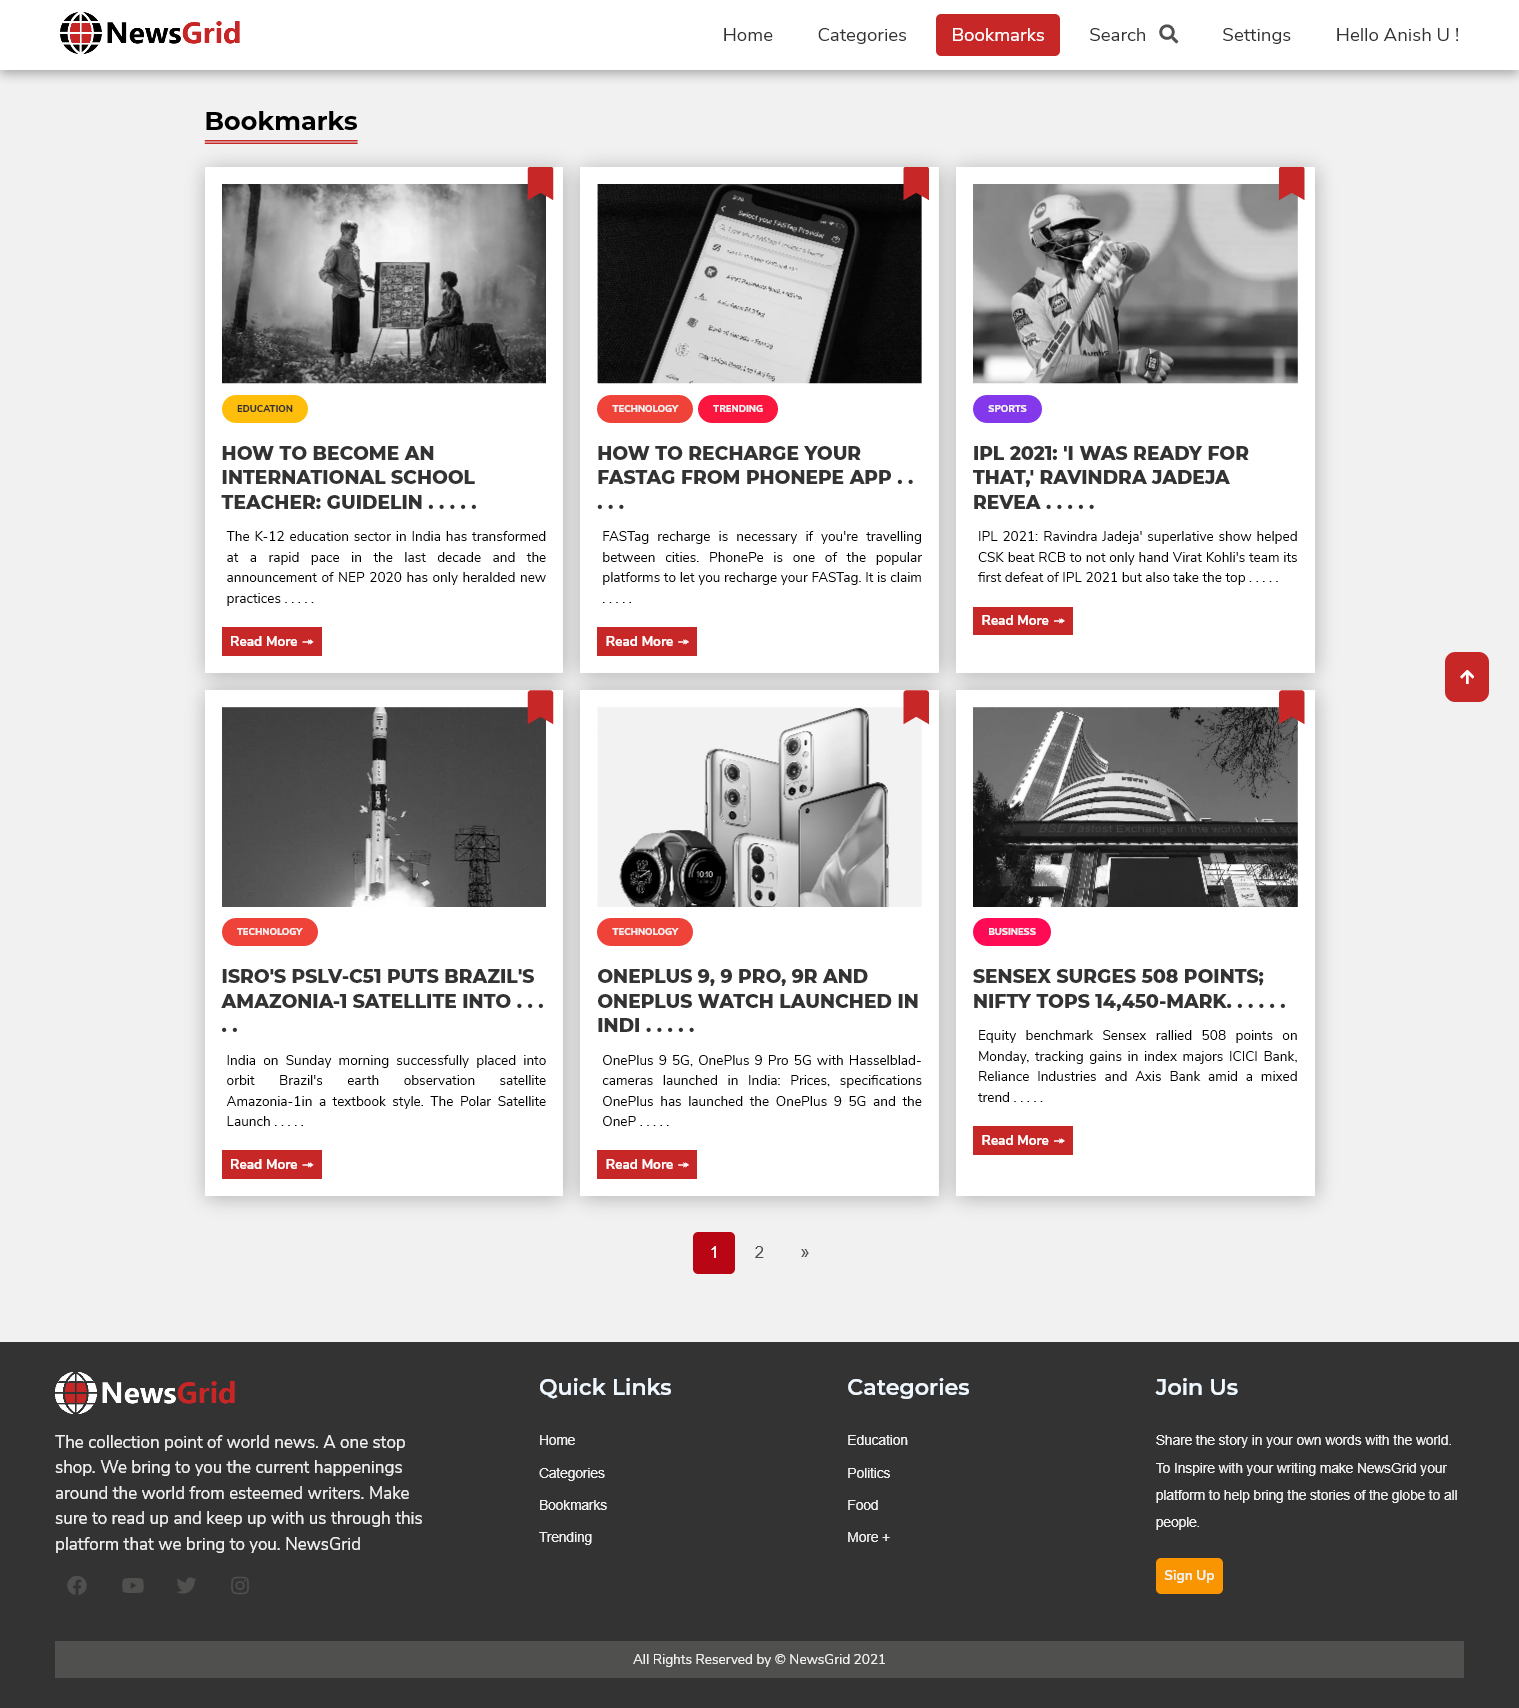 NewsGrid
Home Categories Bookmarks Search Settings Hello Anish U !
Bookmarks
Select your FASTag Provider
EDUCATION
HOW TO BECOME AN
INTERNATIONAL SCHOOL
TEACHER: GUIDELIN . . . . .
The K-12 education sector in India has transformed
at a rapid pace in the last decade and the
announcement of NEP 2020 has only heralded new
practices . . . . .
Read More ➛
TECHNOLOGY TRENDING
HOW TO RECHARGE YOUR
FASTAG FROM PHONEPE APP . .
. . .
FASTag recharge is necessary if you're travelling
between cities. PhonePe is one of the popular
platforms to let you recharge your FASTag. It is claim
. . . . .
Read More ➛
SPORTS
IPL 2021: 'I WAS READY FOR
THAT,' RAVINDRA JADEJA
REVEA . . . . .
IPL 2021: Ravindra Jadeja' superlative show helped
CSK beat RCB to not only hand Virat Kohli's team its
first defeat of IPL 2021 but also take the top . . . . .
Read More ➛
TECHNOLOGY
ISRO'S PSLV-C51 PUTS BRAZIL'S
AMAZONIA-1 SATELLITE INTO . . .
. .
India on Sunday morning successfully placed into
orbit Brazil's earth observation satellite
Amazonia-1in a textbook style. The Polar Satellite
Launch . . . . .
Read More ➛
10:10
TECHNOLOGY
ONEPLUS 9, 9 PRO, 9R AND
ONEPLUS WATCH LAUNCHED IN
INDI . . . . .
OnePlus 9 5G, OnePlus 9 Pro 5G with Hasselblad-
cameras launched in India: Prices, specifications
OnePlus has launched the OnePlus 9 5G and the
OneP . . . . .
Read More ➛
BSE Fastest Exchange in the world with a
BUSINESS
SENSEX SURGES 508 POINTS;
NIFTY TOPS 14,450-MARK. . . . . .
Equity benchmark Sensex rallied 508 points on
Monday, tracking gains in index majors ICICI Bank,
Reliance Industries and Axis Bank amid a mixed
trend . . . . .
Read More ➛
1 2 »
NewsGrid
The collection point of world news. A one stop
shop. We bring to you the current happenings
around the world from esteemed writers. Make
sure to read up and keep up with us through this
platform that we bring to you. NewsGrid
Quick Links
Home
Categories
Bookmarks
Trending
Categories
Education
Politics
Food
More +
Join Us
Share the story in your own words with the world.
To Inspire with your writing make NewsGrid your
platform to help bring the stories of the globe to all
people.
Sign Up
All Rights Reserved by © NewsGrid 2021